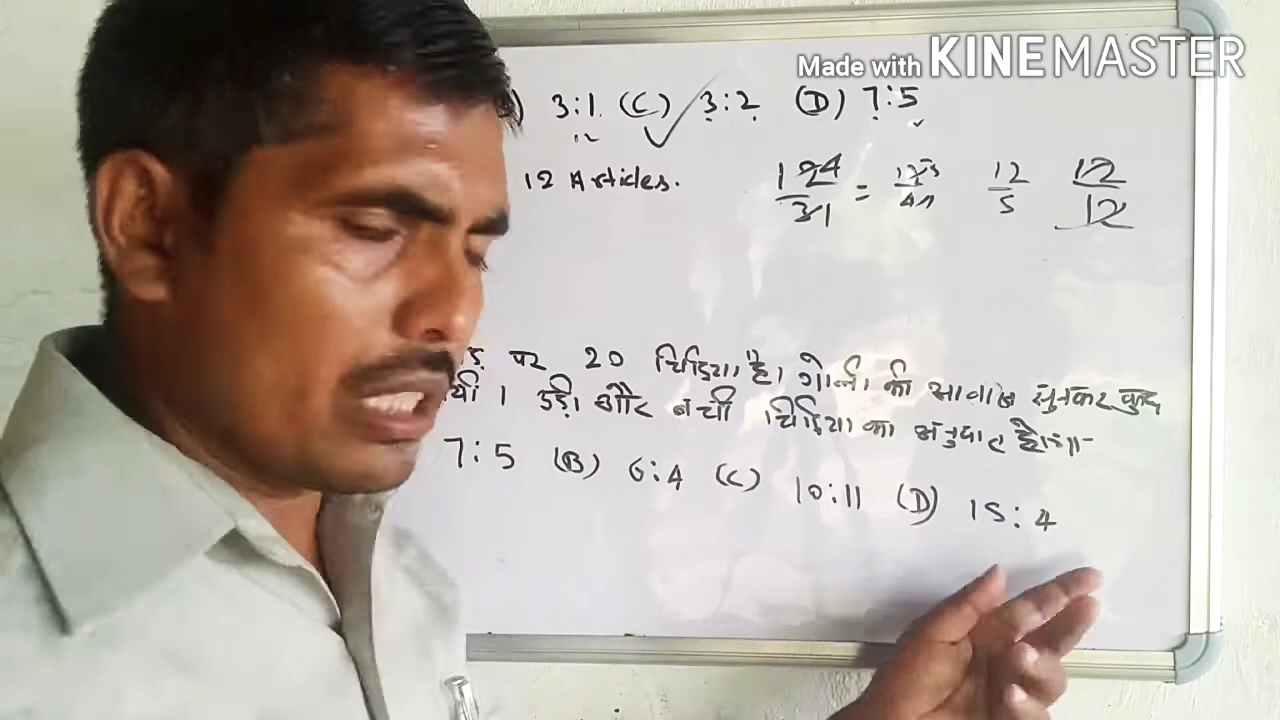 Made with KINEMASTER
) 3:1 (C) 3:2 (D) 7:5
12 Articles.
124/31 = 12/4 12/5 12/12
पर 20 चिड़िया है। गोली की आवाज सुनकर कुछ
। उड़ी और बची चिड़िया का अनुपात है।
7:5 (B) 6:4 (C) 10:11 (D) 15:4